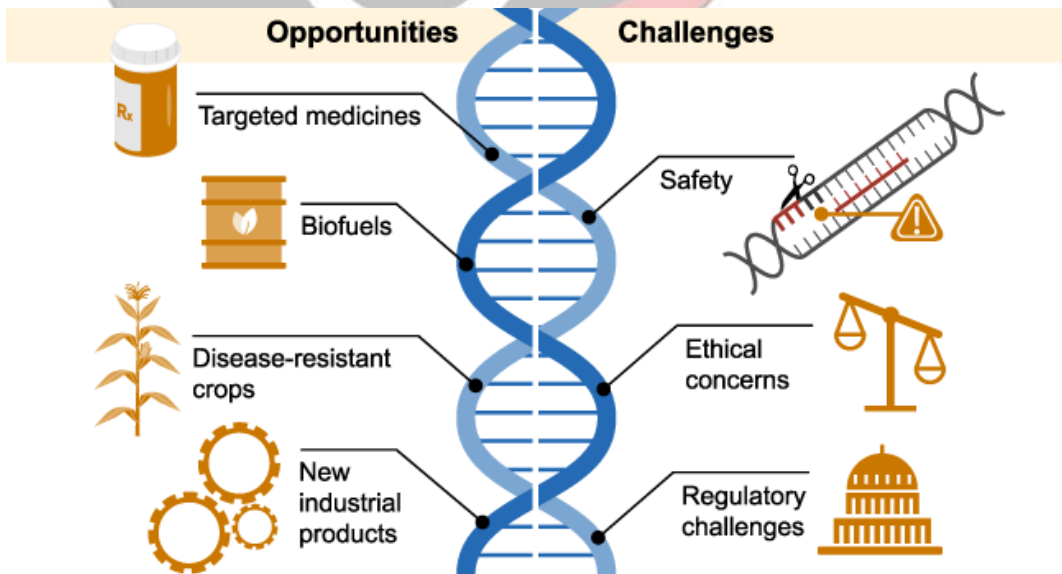 Opportunities
Challenges
Rx
Targeted medicines
Safety
Biofuels
Ethical
concerns
Disease-resistant
crops
New
industrial
products
Regulatory
challenges